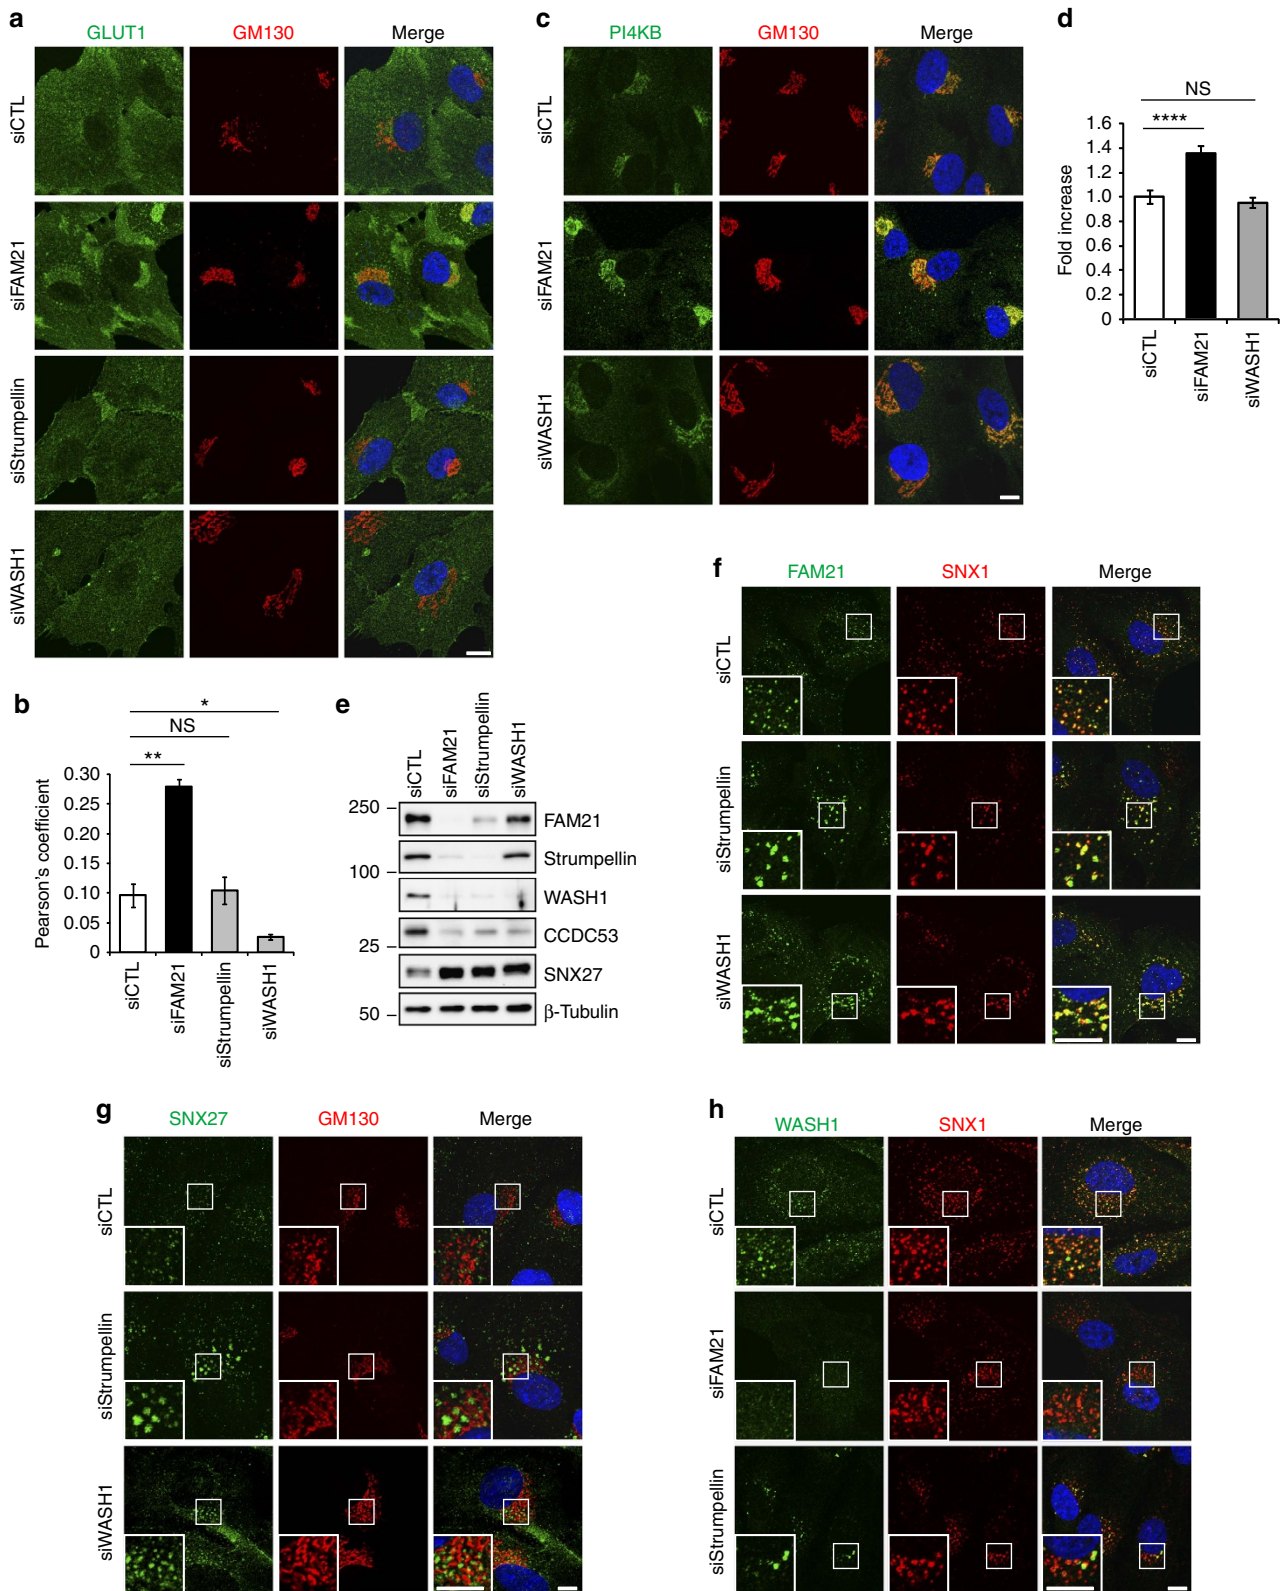 a
GLUT1 GM130 Merge
siCTL
siFAM21
siStrumpellin
siWASH1
c
PI4KB GM130 Merge
siCTL
siFAM21
siWASH1
d
NS
****
Fold increase
1.6
1.4
1.2
1.0
0.8
0.6
0.4
0.2
0
siCTL
siFAM21
siWASH1
b
*
NS
**
Pearson's coefficient
0.30
0.25
0.20
0.15
0.10
0.05
0
siCTL
siFAM21
siStrumpellin
siWASH1
e
siCTL
siFAM21
siStrumpellin
siWASH1
250
100
25
50
FAM21
Strumpellin
WASH1
CCDC53
SNX27
β-Tubulin
f
FAM21 SNX1 Merge
siCTL
siStrumpellin
siWASH1
g
SNX27 GM130 Merge
siCTL
siStrumpellin
siWASH1
h
WASH1 SNX1 Merge
siCTL
siFAM21
siStrumpellin